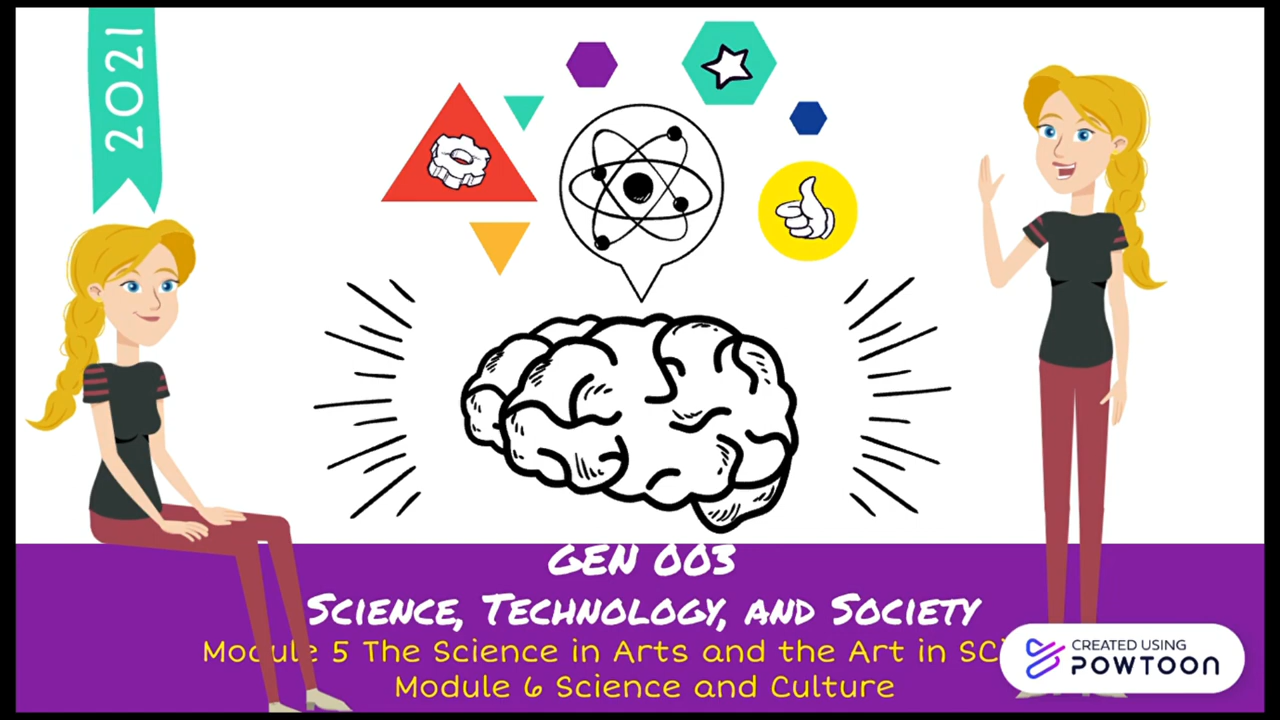 2021
GEN 003
Science, Technology, and Society
Module 5 The Science in Arts and the Art in
Module 6 Science and Culture
CREATED USING
POWTOON